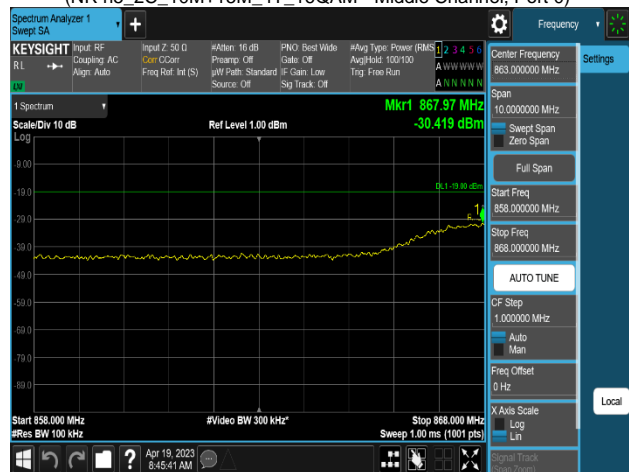 (NR n5_2C_10M+15M_1T_16QAM - Middle Channel, Port 0)
Spectrum Analyzer 1
Swept SA
+
Frequency
KEYSIGHT
RL
LW
Input: RF
Coupling: AC
Align: Auto
Input Z: 50 Ω
Corr CCorr
Freq Ref: Int (S)
#Atten: 16 dB
Preamp: Off
µW Path: Standard
Source: Off
PNO: Best Wide
Gate: Off
IF Gain: Low
Sig Track: Off
#Avg Type: Power (RMS
Avg|Hold: 100/100
Trig: Free Run
1 2 3 4 5 6
A W W W W W
A N N N N N
1 Spectrum
Scale/Div 10 dB
Log
Ref Level 1.00 dBm
Mkr1 867.97 MHz
-30.419 dBm
-9.00
-19.0
-29.0
-39.0
-49.0
-59.0
-69.0
-79.0
-89.0
DL1 -19.80 dBm
1
Start 858.000 MHz
#Res BW 100 kHz
#Video BW 300 kHz*
Stop 868.000 MHz
Sweep 1.00 ms (1001 pts)
Center Frequency
863.000000 MHz
Settings
Span
10.0000000 MHz
Swept Span
Zero Span
Full Span
Start Freq
858.000000 MHz
Stop Freq
868.000000 MHz
AUTO TUNE
CF Step
1.000000 MHz
Auto
Man
Freq Offset
0 Hz
X Axis Scale
Log
Lin
Local
Signal Track
(Span Zoom)
?
Apr 19, 2023
8:45:41 AM